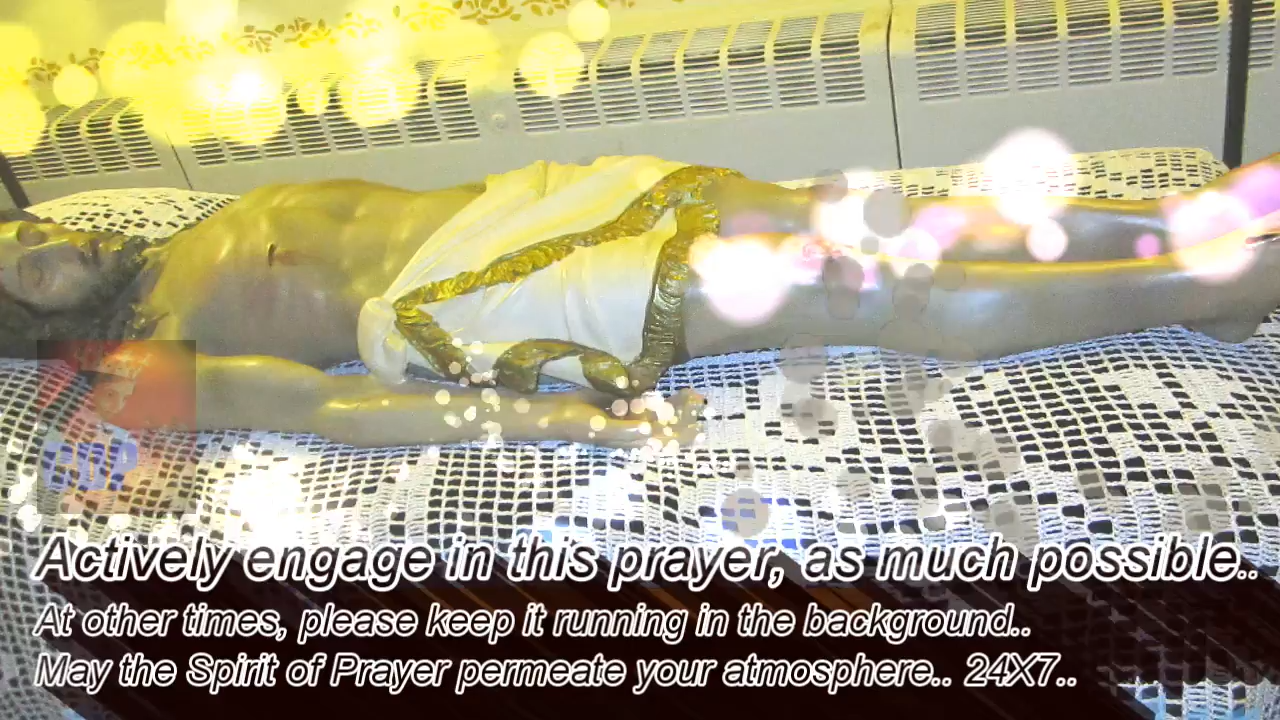 GDP
Actively engage in this prayer, as much possible..
At other times, please keep it running in the background..
May the Spirit of Prayer permeate your atmosphere.. 24X7..